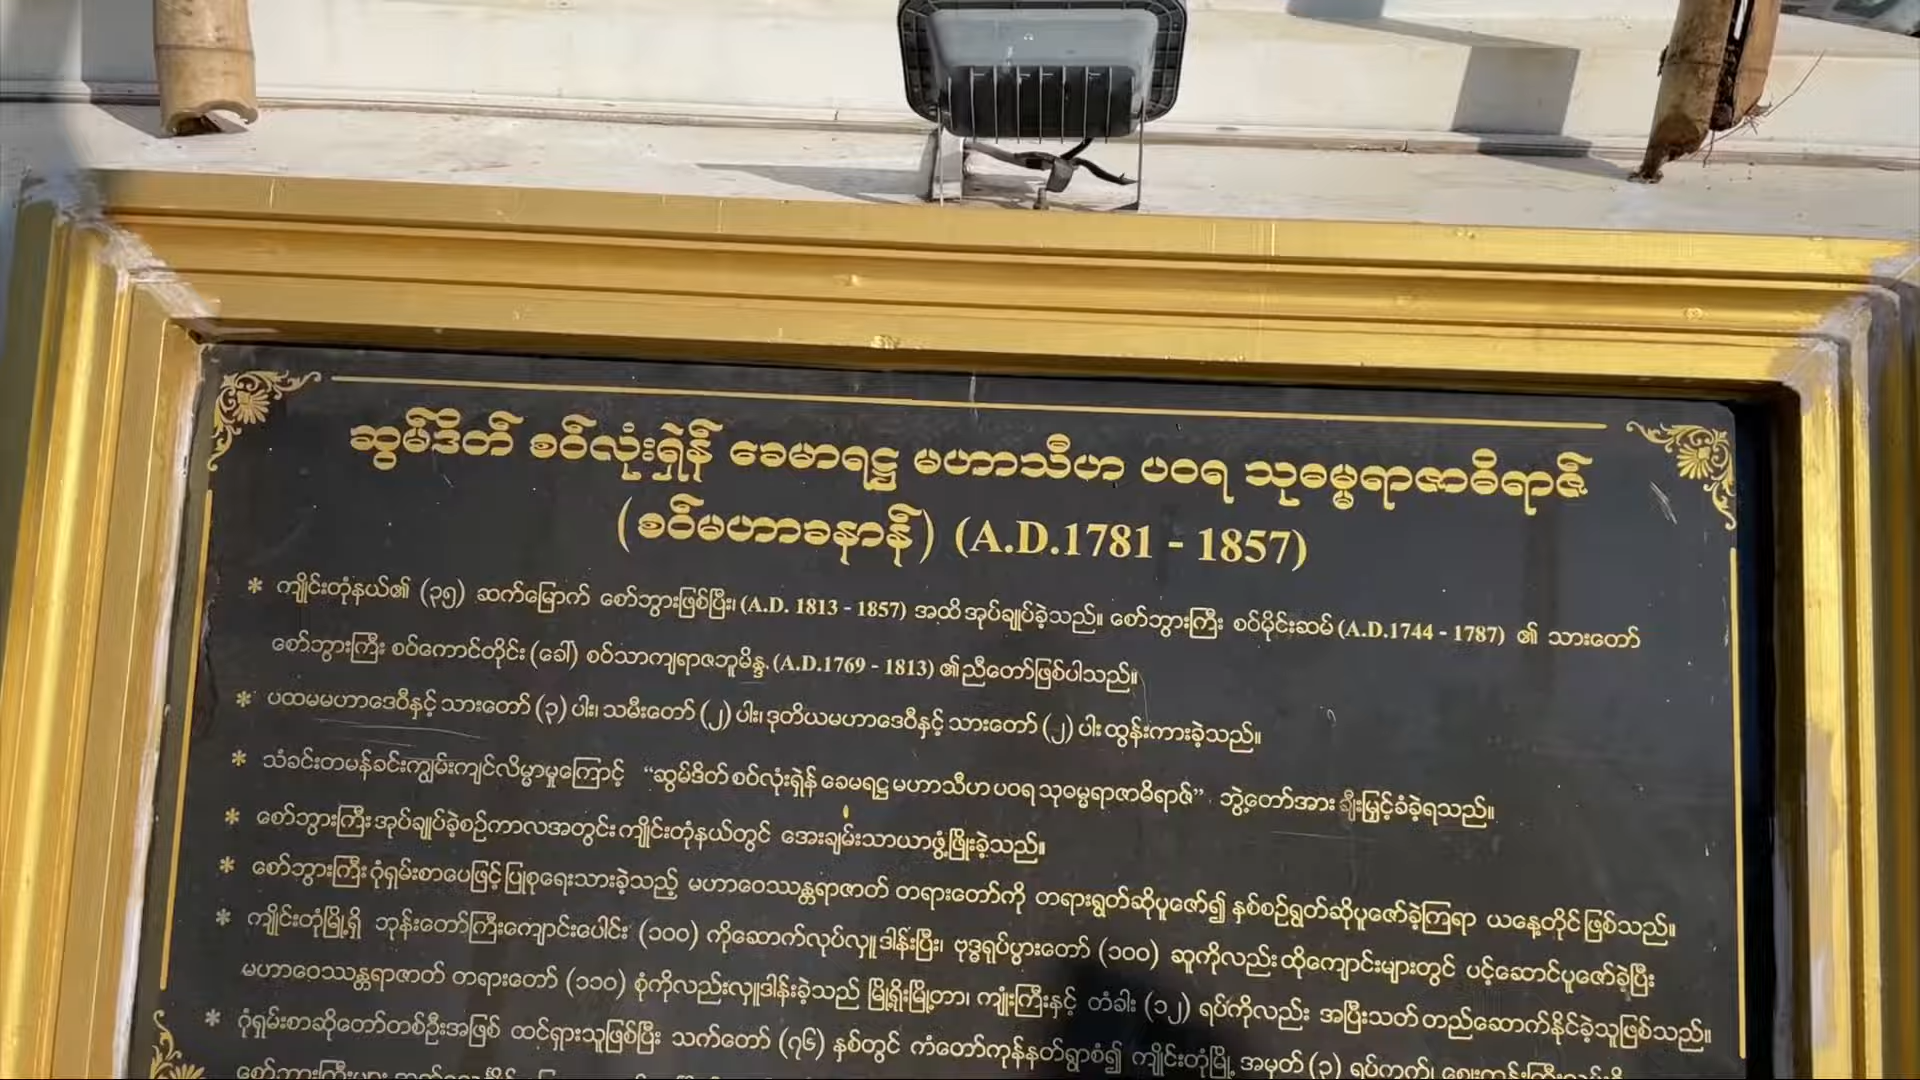 ဆွမ်ဒိတ် စဝ်လုံးရှဲန် ခေမာရဋ္ဌ မဟာသီဟ ပဝရ သုဓမ္မရာဇာဓိရာဇ်
(စဝ်မဟာခနာန်) (A.D.1781 - 1857)
* ကျိုင်းတုံနယ်၏ (၃၅) ဆက်မြောက် စော်ဘွားဖြစ်ပြီး၊ (A.D. 1813 - 1857) အထိ အုပ်ချုပ်ခဲ့သည်။ စော်ဘွားကြီး စဝ်မိုင်းဆမ် (A.D.1744 - 1787) ၏ သားတော်
စော်ဘွားကြီး စဝ်ကောင်တိုင်း (ခေါ်) စဝ်သာကျရာဇဘူမိန္ဒ (A.D.1769 - 1813) ၏ ညီတော်ဖြစ်ပါသည်။
* ပထမမဟာဒေဝီနှင့် သားတော် (၃) ပါး၊ သမီးတော် (၂) ပါး၊ ဒုတိယမဟာဒေဝီနှင့် သားတော် (၂) ပါး ထွန်းကားခဲ့သည်။
* သံခင်းတမန်ခင်းကျွမ်းကျင်လိမ္မာမှုကြောင့် “ဆွမ်ဒိတ် စဝ်လုံးရှဲန် ခေမရဋ္ဌ မဟာသီဟ ပဝရ သုဓမ္မရာဇာဓိရာဇ်” ဘွဲ့တော်အား ချီးမြှင့်ခံခဲ့ရသည်။
* စော်ဘွားကြီး အုပ်ချုပ်ခဲ့စဉ်ကာလအတွင်း ကျိုင်းတုံနယ်တွင် အေးချမ်းသာယာဖွံ့ဖြိုးခဲ့သည်။
* စော်ဘွားကြီး ဂုံရှမ်းစာပေဖြင့် ပြုစုရေးသားခဲ့သည့် မဟာဝေဿန္တရာဇာတ် တရားတော်ကို တရားရွတ်ဆိုပူဇော်၍ နှစ်စဉ်ရွတ်ဆိုပူဇော်ခဲ့ကြရာ ယနေ့တိုင် ဖြစ်သည်။
* ကျိုင်းတုံမြို့ရှိ ဘုန်းတော်ကြီးကျောင်းပေါင်း (၁၀၀) ကိုဆောက်လုပ်လှူဒါန်းပြီး၊ ဗုဒ္ဓရုပ်ပွားတော် (၁၀၀) ဆူကိုလည်း ထိုကျောင်းများတွင် ပင့်ဆောင်ပူဇော်ခဲ့ပြီး
မဟာဝေဿန္တရာဇာတ် တရားတော် (၁၁၀) စုံကိုလည်းလှူဒါန်းခဲ့သည် မြို့ရိုးမြို့တာ၊ ကျုံးကြီးနှင့် တံခါး (၁၂) ရပ်ကိုလည်း အပြီးသတ် တည်ဆောက်နိုင်ခဲ့သူဖြစ်သည်။
* ဂုံရှမ်းစာဆိုတော်တစ်ဦးအဖြစ် ထင်ရှားသူဖြစ်ပြီး သက်တော် (၇၆) နှစ်တွင် ကံတော်ကုန်နတ်ရွာစံ၍ ကျိုင်းတုံမြို့ အမှတ် (၃) ရပ်ကွက်၊